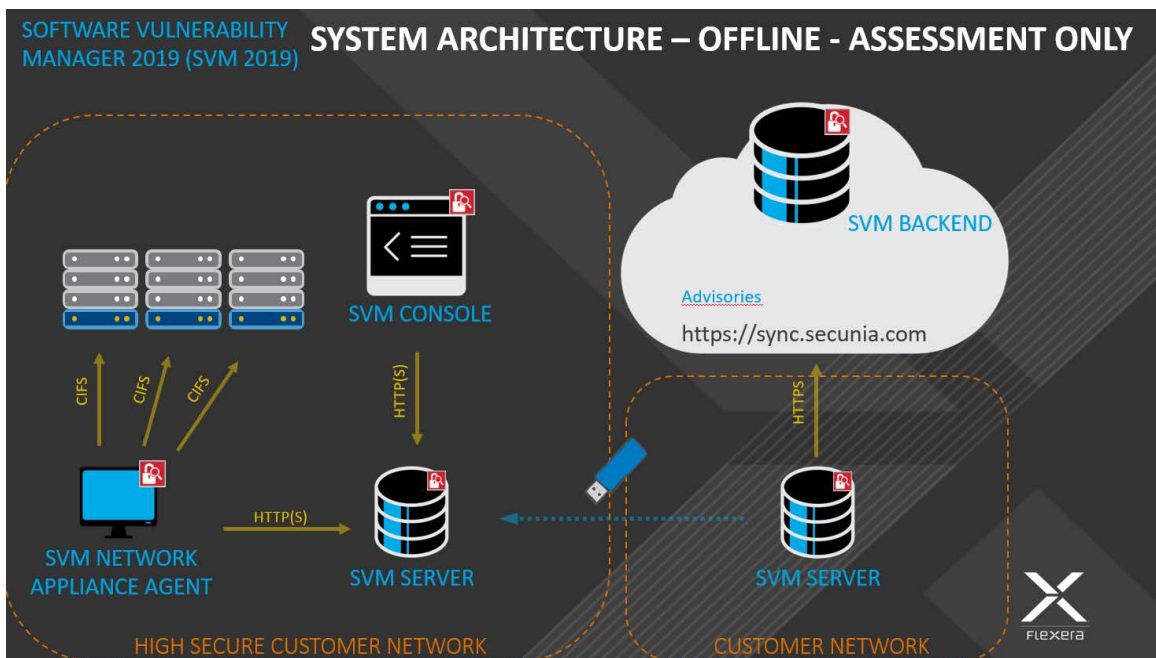 SOFTWARE VULNERABILITY
MANAGER 2019 (SVM 2019)
SYSTEM ARCHITECTURE – OFFLINE - ASSESSMENT ONLY
SVM BACKEND
Advisories
https://sync.secunia.com
SVM CONSOLE
CIFS
CIFS
CIFS
HTTP(S)
HTTPS
HTTP(S)
SVM NETWORK
APPLIANCE AGENT
SVM SERVER
SVM SERVER
HIGH SECURE CUSTOMER NETWORK
CUSTOMER NETWORK
FLEXera